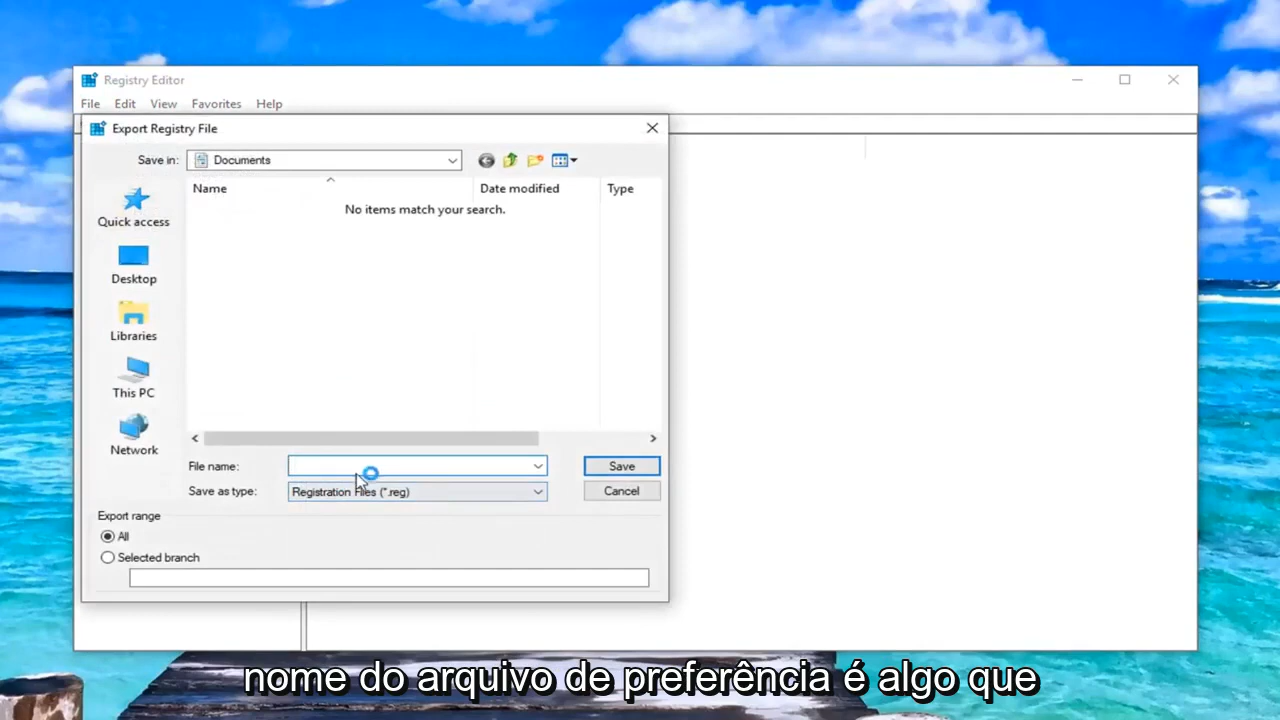 Registry Editor
File Edit View Favorites Help
Export Registry File
Save in: Documents
Name Date modified Type
No items match your search.
Quick access
Desktop
Libraries
This PC
Network
File name: Save
Save as type: Registration Files (*.reg) Cancel
Export range
All
Selected branch
nome do arquivo de preferência é algo que